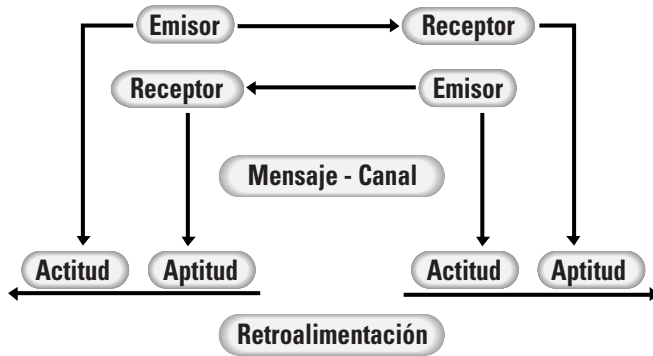 Emisor
Receptor
Receptor
Emisor
Mensaje - Canal
Actitud
Aptitud
Actitud
Aptitud
Retroalimentación